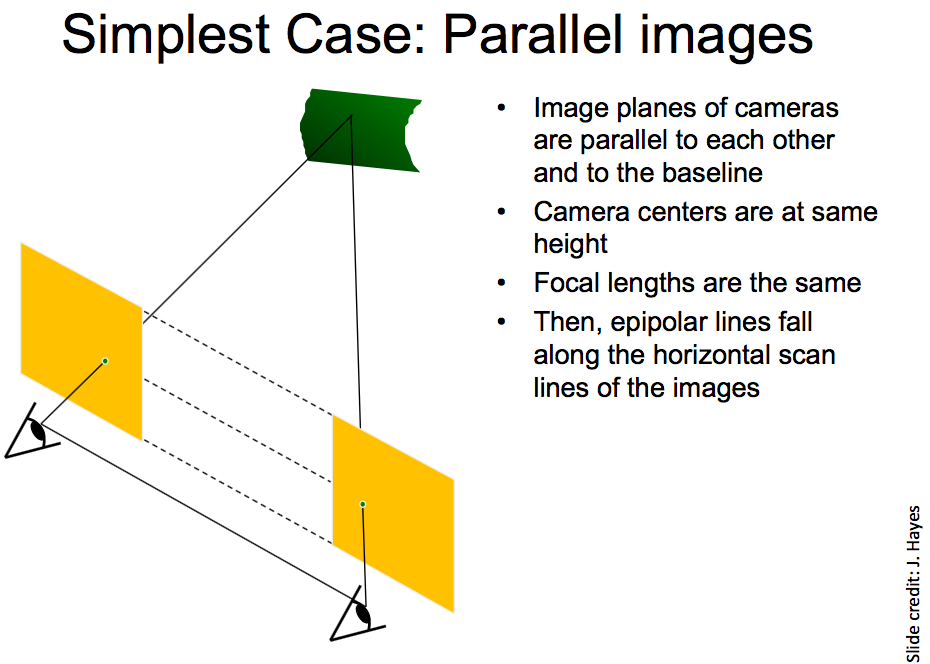 Simplest Case: Parallel images
• Image planes of cameras
are parallel to each other
and to the baseline
• Camera centers are at same
height
• Focal lengths are the same
• Then, epipolar lines fall
along the horizontal scan
lines of the images
Slide credit: J. Hayes